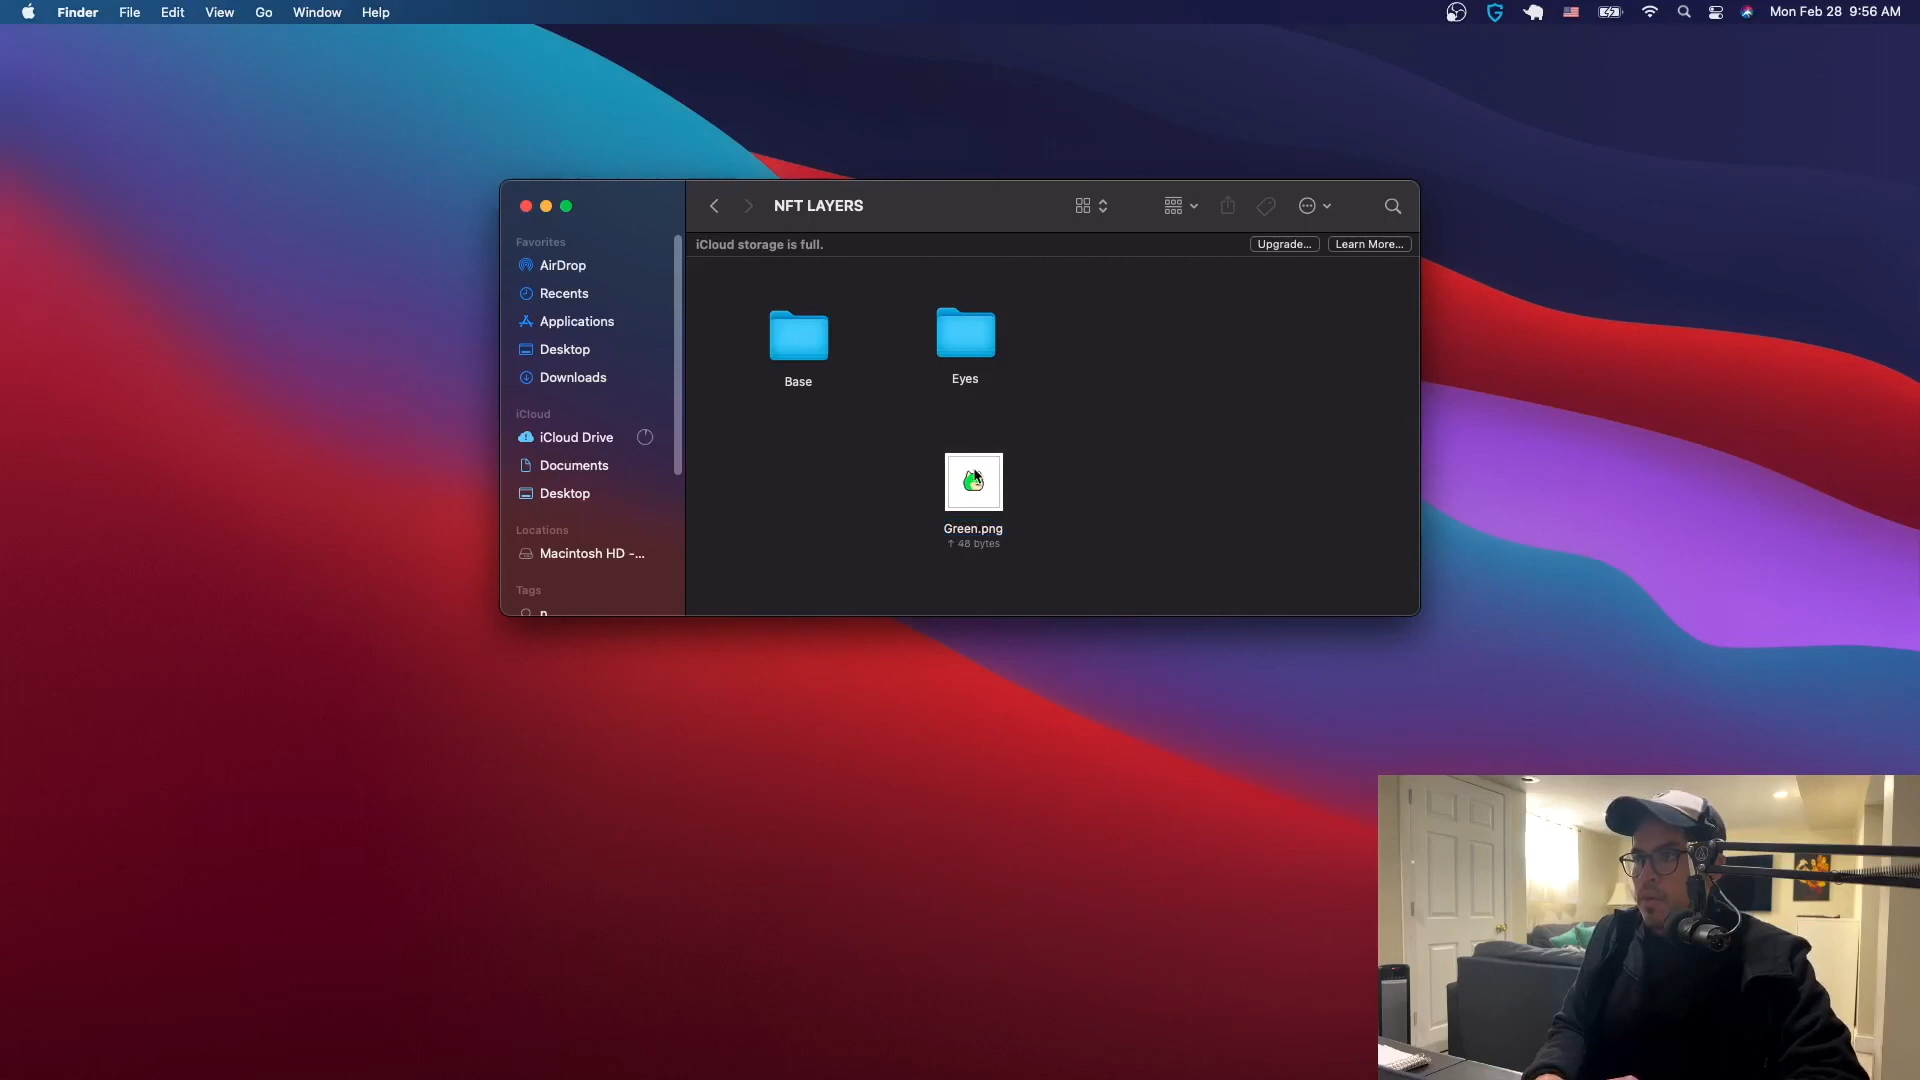 Finder File Edit View Go Window Help Mon Feb 28 9:56 AM
NFT LAYERS
iCloud storage is full. Upgrade... Learn More...
Favorites
AirDrop
Recents
Applications
Desktop
Downloads
iCloud
iCloud Drive
Documents
Desktop
Locations
Macintosh HD -...
Tags
n
Base
Eyes
Green.png
↑ 48 bytes